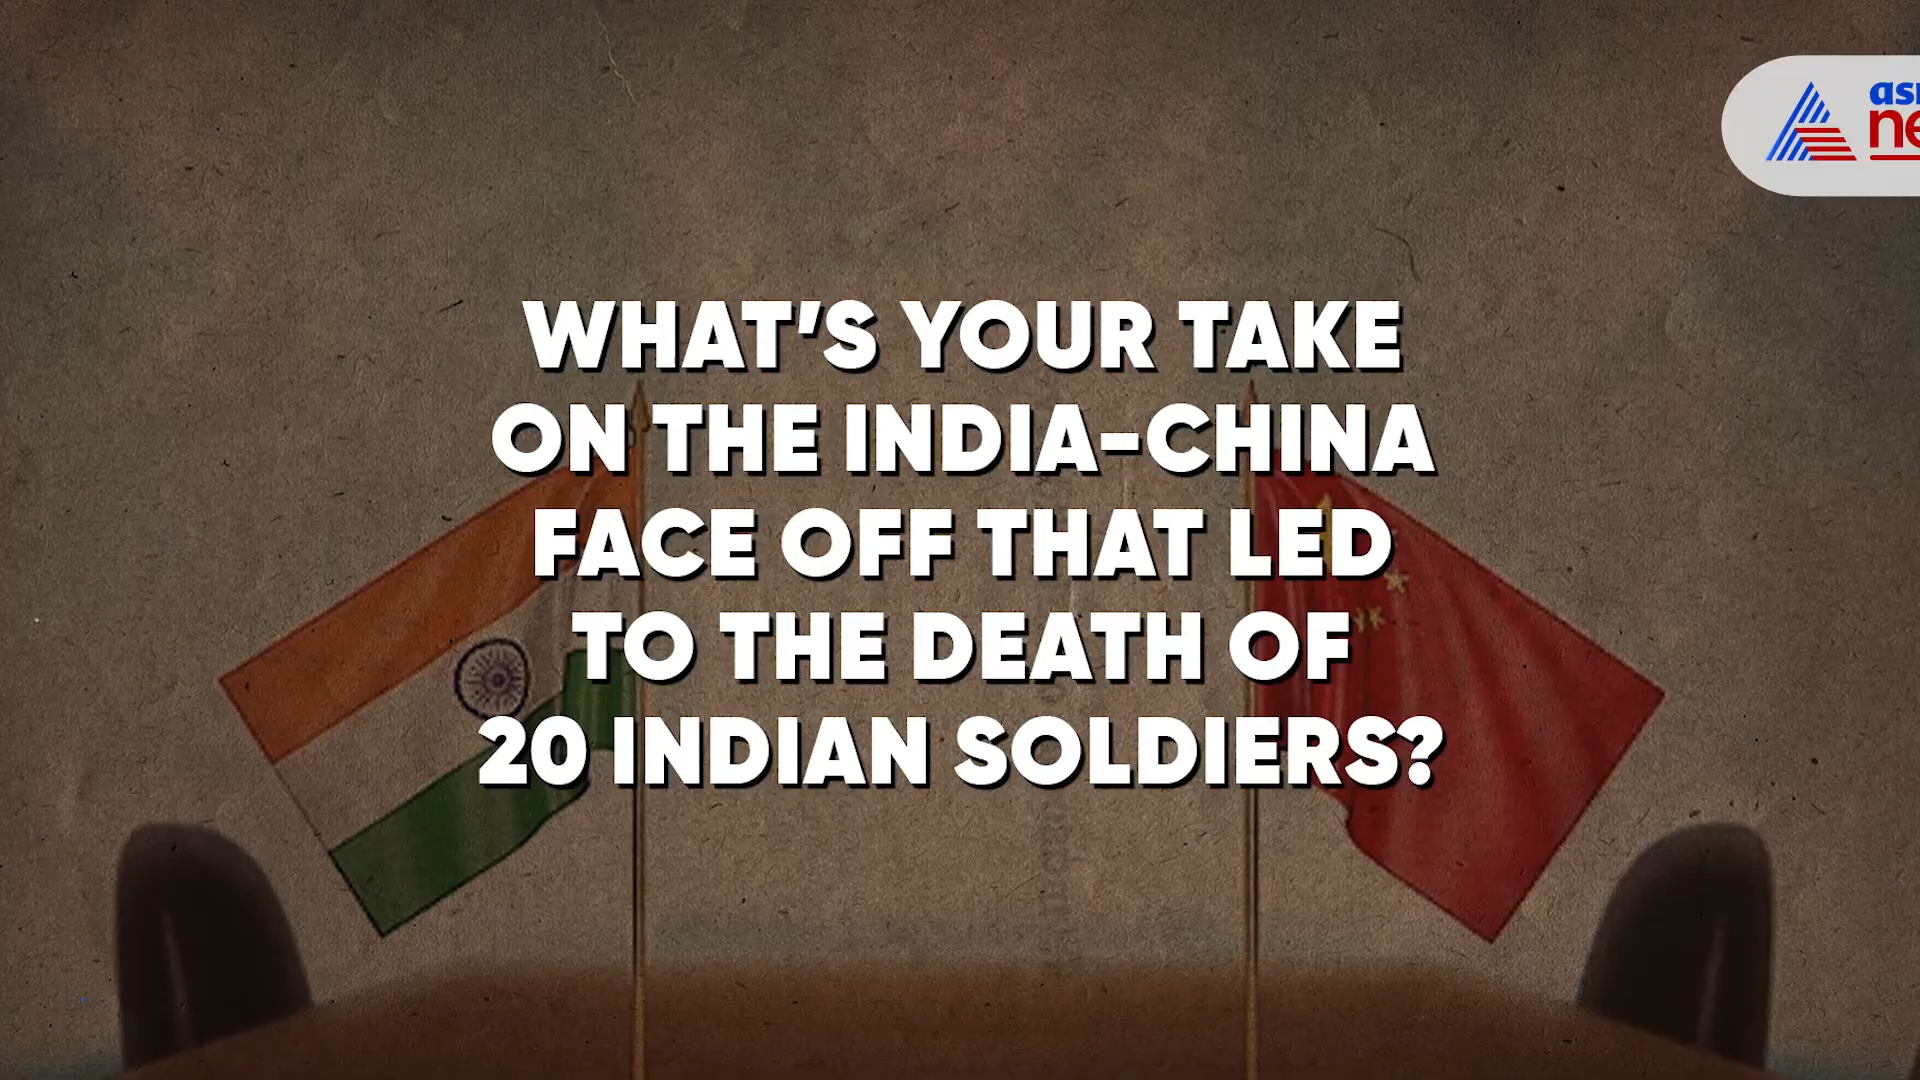 WHAT'S YOUR TAKE
ON THE INDIA-CHINA
FACE OFF THAT LED
TO THE DEATH OF
20 INDIAN SOLDIERS?